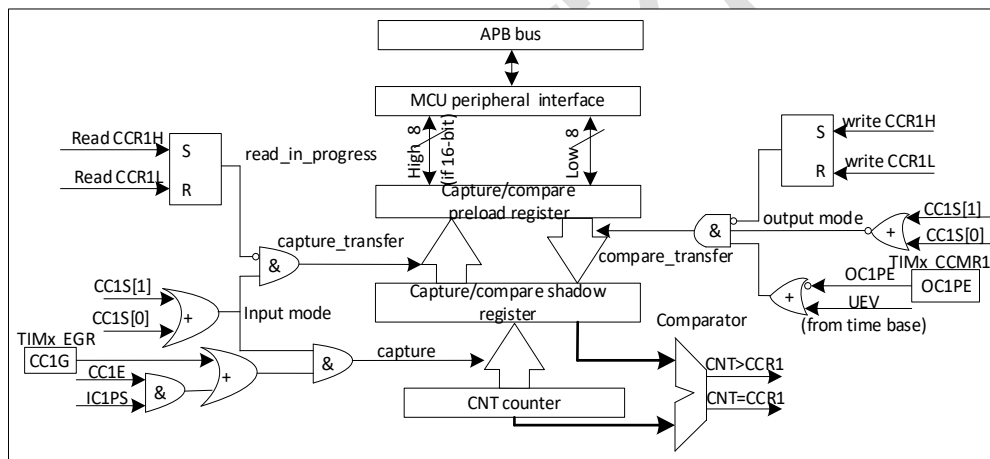 APB bus
MCU peripheral interface
Read CCR1H
Read CCR1L
S
R
read_in_progress
High 8
(if 16-bit)
Low 8
S
R
write CCR1H
write CCR1L
Capture/compare
preload register
capture_transfer
&
compare_transfer
&
output mode
+
CC1S[1]
CC1S[0]
TIMx_CCMR1
OC1PE
OC1PE
UEV
(from time base)
+
CC1S[1]
CC1S[0]
+
Input mode
Capture/compare shadow
register
Comparator
TIMx_EGR
CC1G
CC1E
IC1PS
&
+
&
capture
CNT counter
CNT>CCR1
CNT=CCR1